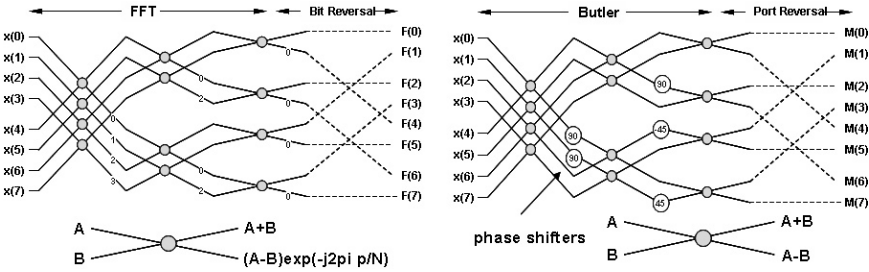 FFT
Bit Reversal
x(0)
x(1)
x(2)
x(3)
x(4)
x(5)
x(6)
x(7)
0
1
2
3
0
2
0
2
0
0
0
0
F(0)
F(1)
F(2)
F(3)
F(4)
F(5)
F(6)
F(7)
A
B
A+B
(A-B)exp(-j2pi p/N)
Butler
Port Reversal
x(0)
x(1)
x(2)
x(3)
x(4)
x(5)
x(6)
x(7)
90
90
90
-45
45
M(0)
M(1)
M(2)
M(3)
M(4)
M(5)
M(6)
M(7)
phase shifters
A
B
A+B
A-B